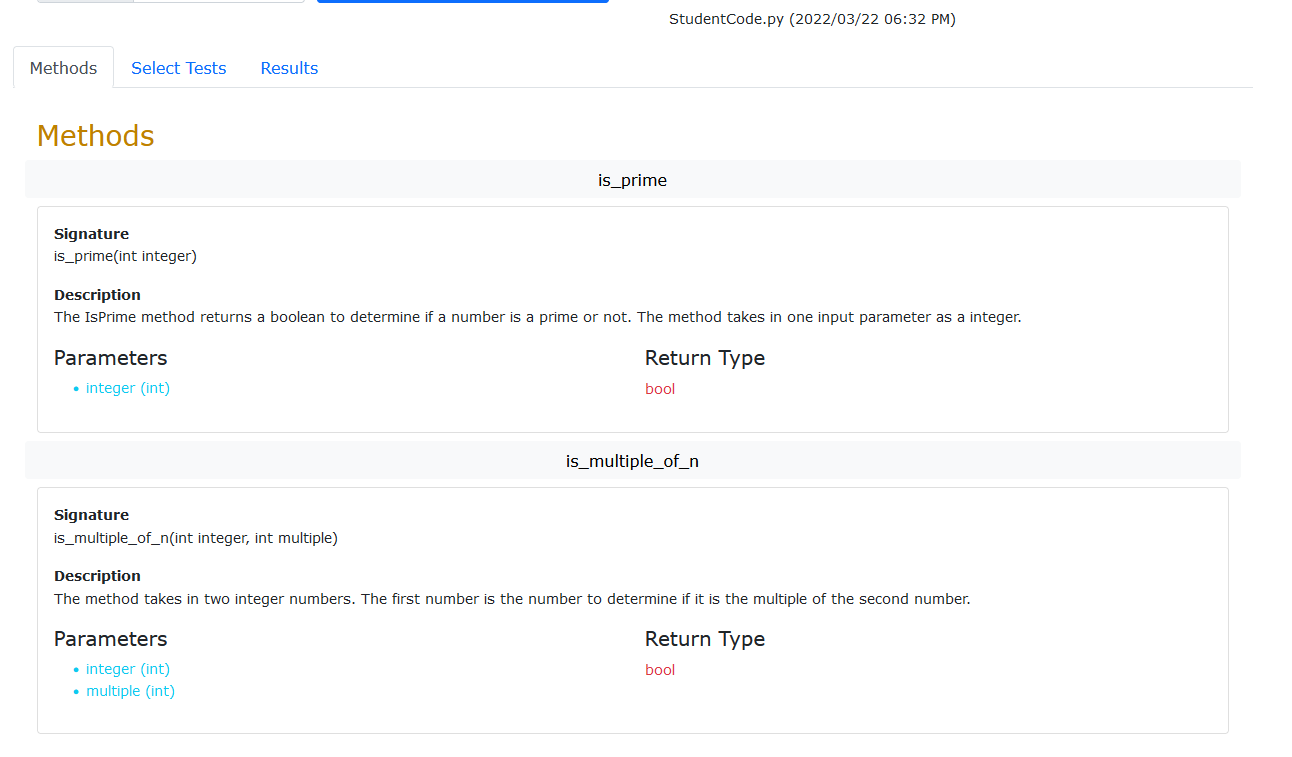 StudentCode.py (2022/03/22 06:32 PM)
Methods Select Tests Results
Methods
is_prime
Signature
is_prime(int integer)
Description
The IsPrime method returns a boolean to determine if a number is a prime or not. The method takes in one input parameter as a integer.
Parameters
• integer (int)
Return Type
bool
is_multiple_of_n
Signature
is_multiple_of_n(int integer, int multiple)
Description
The method takes in two integer numbers. The first number is the number to determine if it is the multiple of the second number.
Parameters
• integer (int)
• multiple (int)
Return Type
bool